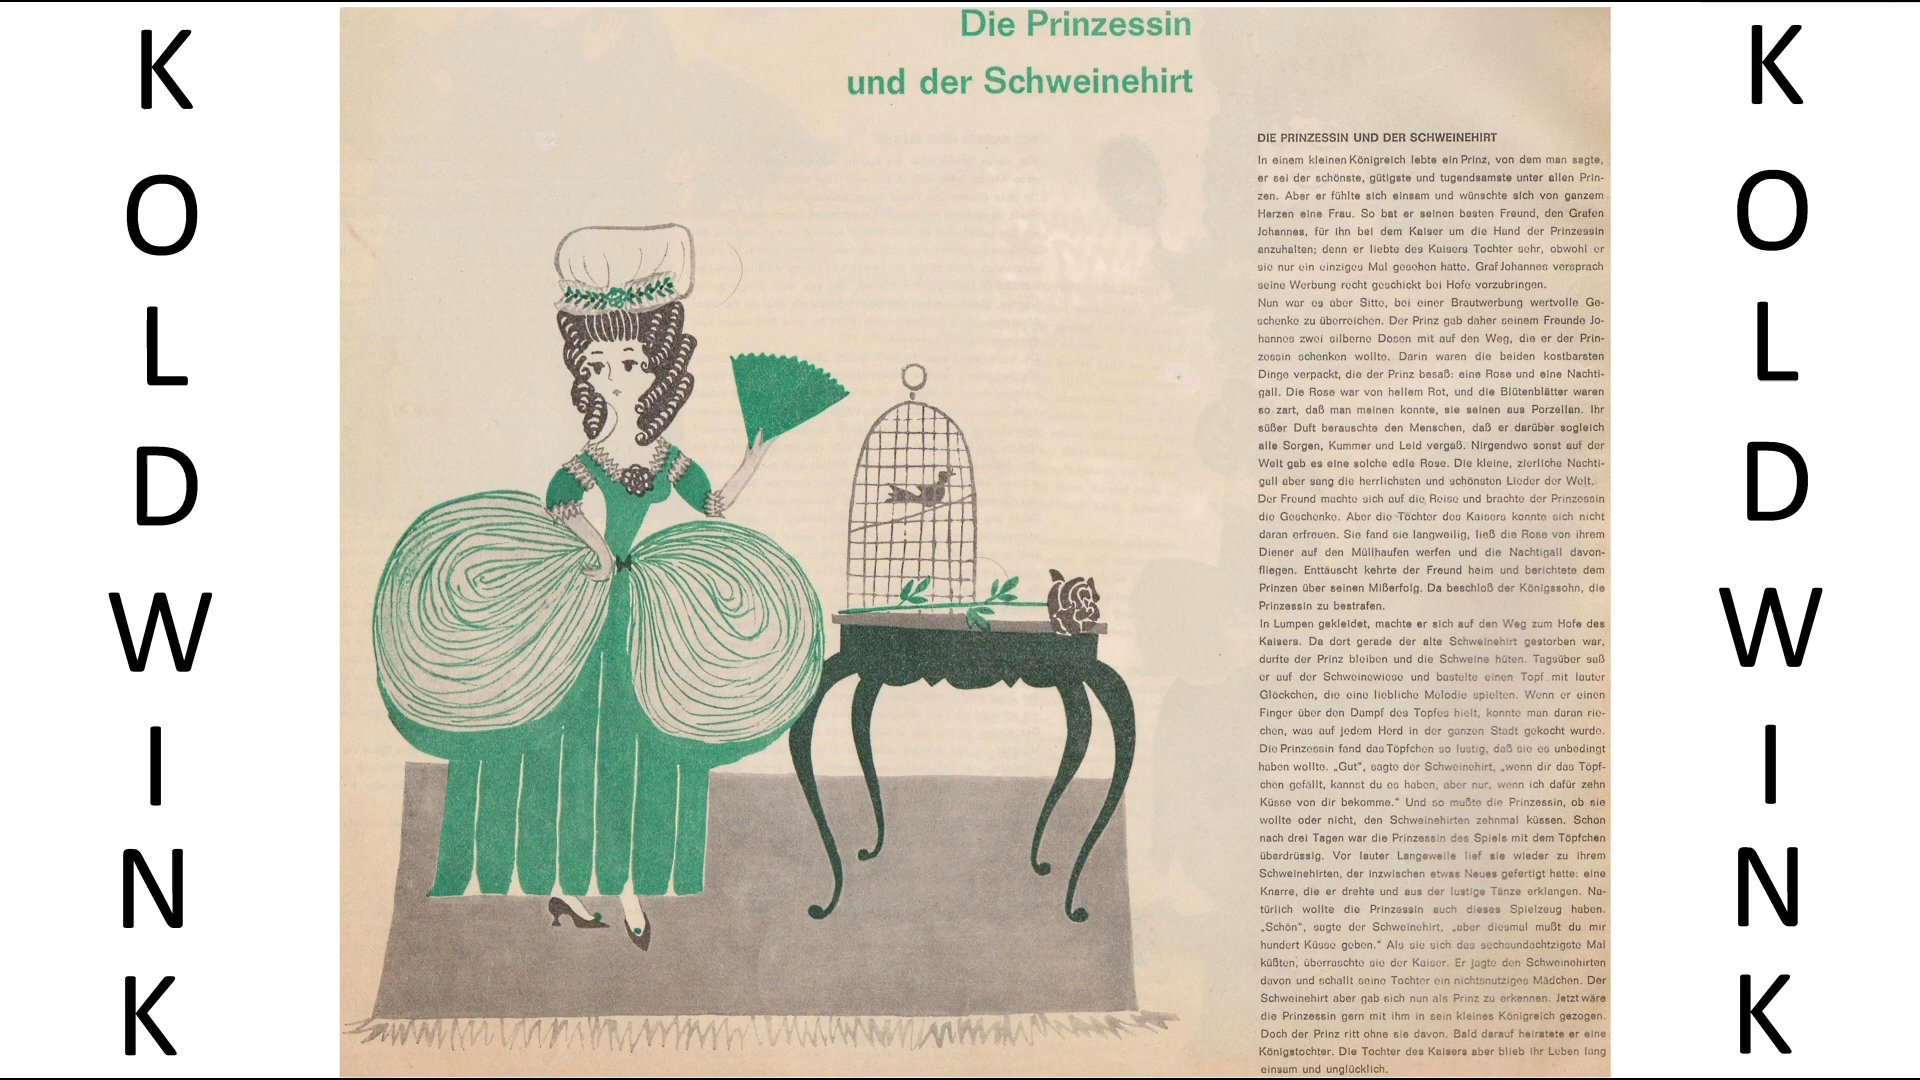 K
O
L
D
W
I
N
K
Die Prinzessin
und der Schweinehirt
DIE PRINZESSIN UND DER SCHWEINEHIRT
In einem kleinen Königreich lebte ein Prinz, von dem man sagte,
er sei der schönste, gütigste und tugendsamste unter allen Prin-
zen. Aber er fühlte sich einsam und wünschte sich von ganzem
Herzen eine Frau. So bat er seinen besten Freund, den Grafen
Johannes, für ihn bei dem Kaiser um die Hand der Prinzessin
anzuhalten; denn er liebte des Kaisers Tochter sehr, obwohl er
sie nur ein einziges Mal gesehen hatte. Graf Johannes versprach
seine Werbung recht geschickt bei Hofe vorzubringen.
Nun war es aber Sitte, bei einer Brautwerbung wertvolle Ge-
schenke zu überreichen. Der Prinz gab daher seinem Freunde Jo-
hannes zwei silberne Dosen mit auf den Weg, die er der Prin-
zessin schenken wollte. Darin waren die beiden kostbarsten
Dinge verpackt, die der Prinz besaß: eine Rose und eine Nachti-
gall. Die Rose war von hellem Rot, und die Blütenblätter waren
so zart, daß man meinen konnte, sie seinen aus Porzellan. Ihr
süßer Duft berauschte den Menschen, daß er darüber sogleich
alle Sorgen, Kummer und Leid vergaß. Nirgendwo sonst auf der
Welt gab es eine solche edle Rose. Die kleine, zierliche Nachti-
gall aber sang die herrlichsten und schönsten Lieder der Welt.
Der Freund machte sich auf die Reise und brachte der Prinzessin
die Geschenke. Aber die Tochter des Kaisers konnte sich nicht
daran erfreuen. Sie fand sie langweilig, ließ die Rose von ihrem
Diener auf den Müllhaufen werfen und die Nachtigall davon-
fliegen. Enttäuscht kehrte der Freund heim und berichtete dem
Prinzen über seinen Mißerfolg. Da beschloß der Königssohn, die
Prinzessin zu bestrafen.
In Lumpen gekleidet, machte er sich auf den Weg zum Hofe des
Kaisers. Da dort gerade der alte Schweinehirt gestorben war,
durfte der Prinz bleiben und die Schweine hüten. Tagsüber saß
er auf der Schweinewiese und bastelte einen Topf mit lauter
Glöckchen, die eine liebliche Melodie spielten. Wenn er einen
Finger über den Dampf des Topfes hielt, konnte man daran rie-
chen, was auf jedem Herd in der ganzen Stadt gekocht wurde.
Die Prinzessin fand das Töpfchen so lustig, daß sie es unbedingt
haben wollte. „Gut“, sagte der Schweinehirt, „wenn dir das Töpf-
chen gefällt, kannst du es haben, aber nur, wenn ich dafür zehn
Küsse von dir bekomme.“ Und so mußte die Prinzessin, ob sie
wollte oder nicht, den Schweinehirten zehnmal küssen. Schon
nach drei Tagen war die Prinzessin des Spiels mit dem Töpfchen
überdrüssig. Vor lauter Langeweile lief sie wieder zu ihrem
Schweinehirten, der inzwischen etwas Neues gefertigt hatte: eine
Knarre, die er drehte und aus der lustige Tänze erklangen. Na-
türlich wollte die Prinzessin auch dieses Spielzeug haben.
„Schön“, sagte der Schweinehirt, „aber diesmal mußt du mir
hundert Küsse geben.“ Als sie sich das sechsundachtzigste Mal
küßten, überraschte sie der Kaiser. Er jagte den Schweinehirten
davon und schalt seine Tochter ein nichtsnutziges Mädchen. Der
Schweinehirt aber gab sich nun als Prinz zu erkennen. Jetzt wäre
die Prinzessin gern mit ihm in sein kleines Königreich gezogen.
Doch der Prinz ritt ohne sie davon. Bald darauf heiratete er eine
Königstochter. Die Tochter des Kaisers aber blieb ihr Leben lang
einsam und unglücklich.
K
O
L
D
W
I
N
K